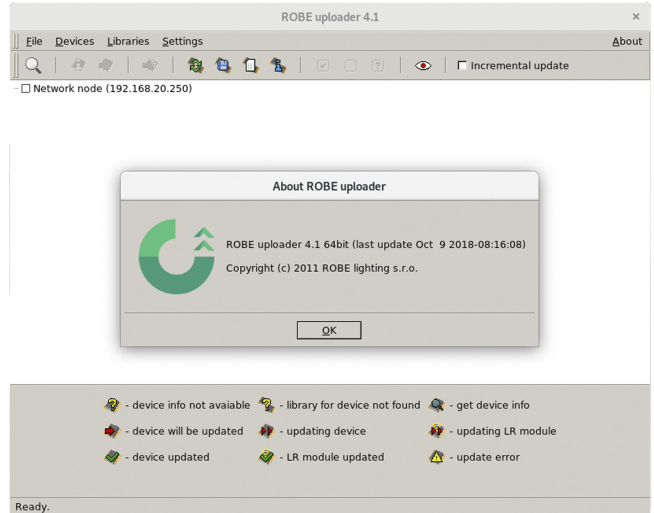 ROBE uploader 4.1
File Devices Libraries Settings About
Incremental update
Network node (192.168.20.250)
About ROBE uploader
ROBE uploader 4.1 64bit (last update Oct  9 2018-08:16:08)
Copyright (c) 2011 ROBE lighting s.r.o.
OK
- device info not avaiable - library for device not found - get device info
- device will be updated - updating device - updating LR module
- device updated - LR module updated - update error
Ready.